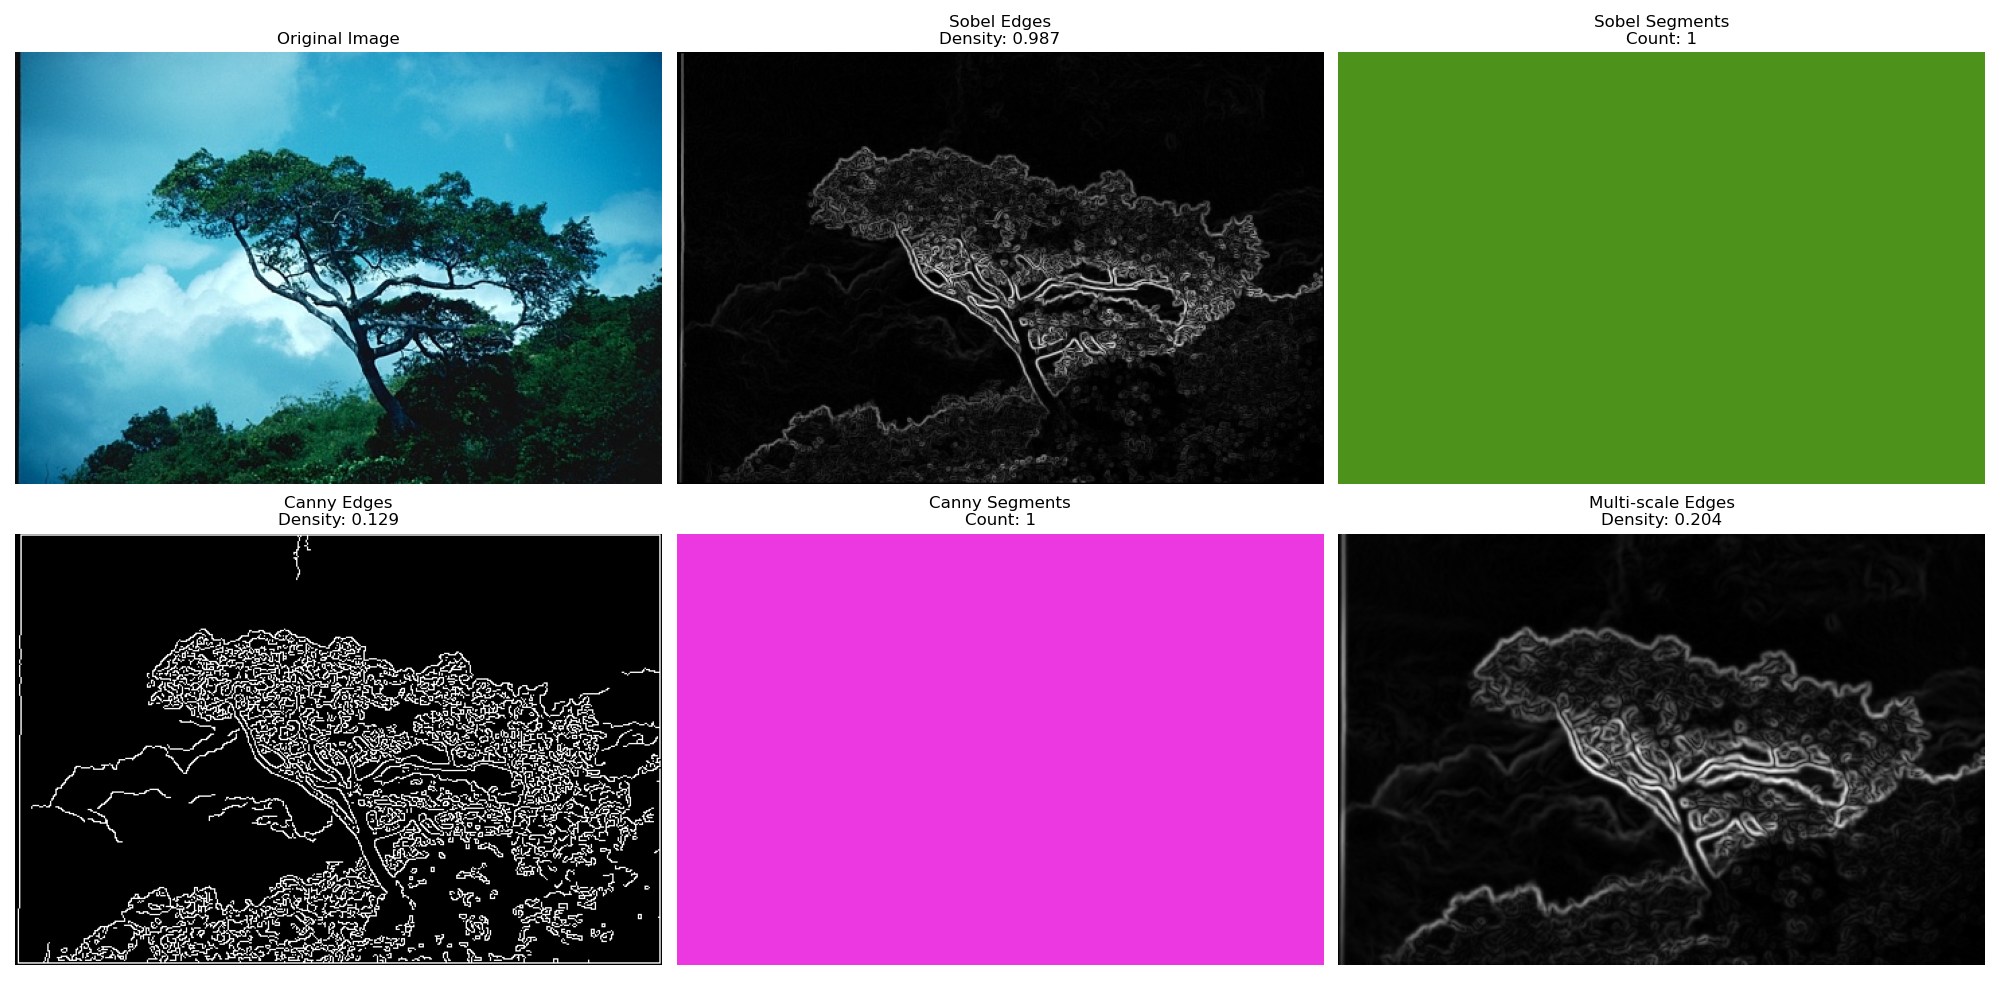 Original Image
Sobel Edges
Density: 0.987
Sobel Segments
Count: 1
Canny Edges
Density: 0.129
Canny Segments
Count: 1
Multi-scale Edges
Density: 0.204